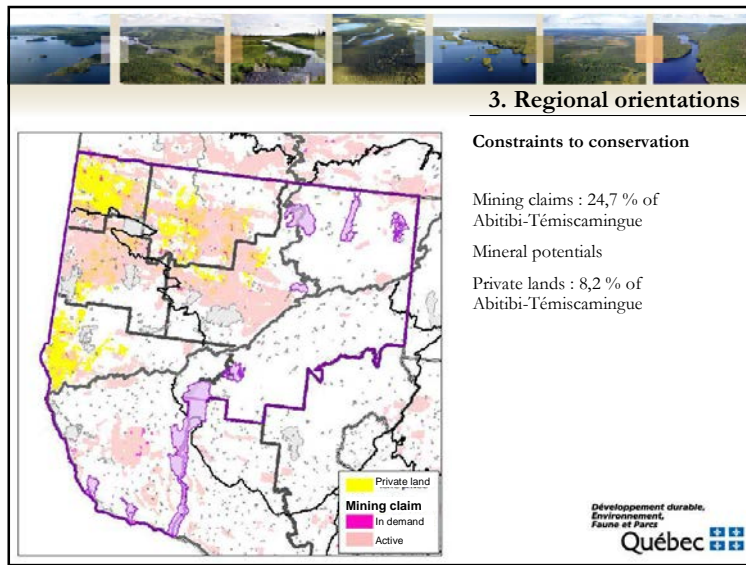 3. Regional orientations
Constraints to conservation
Mining claims : 24,7 % of
Abitibi-Témiscamingue
Mineral potentials
Private lands : 8,2 % of
Abitibi-Témiscamingue
Private land
Mining claim
In demand
Active
Développement durable,
Environnement,
Faune et Parcs
Québec